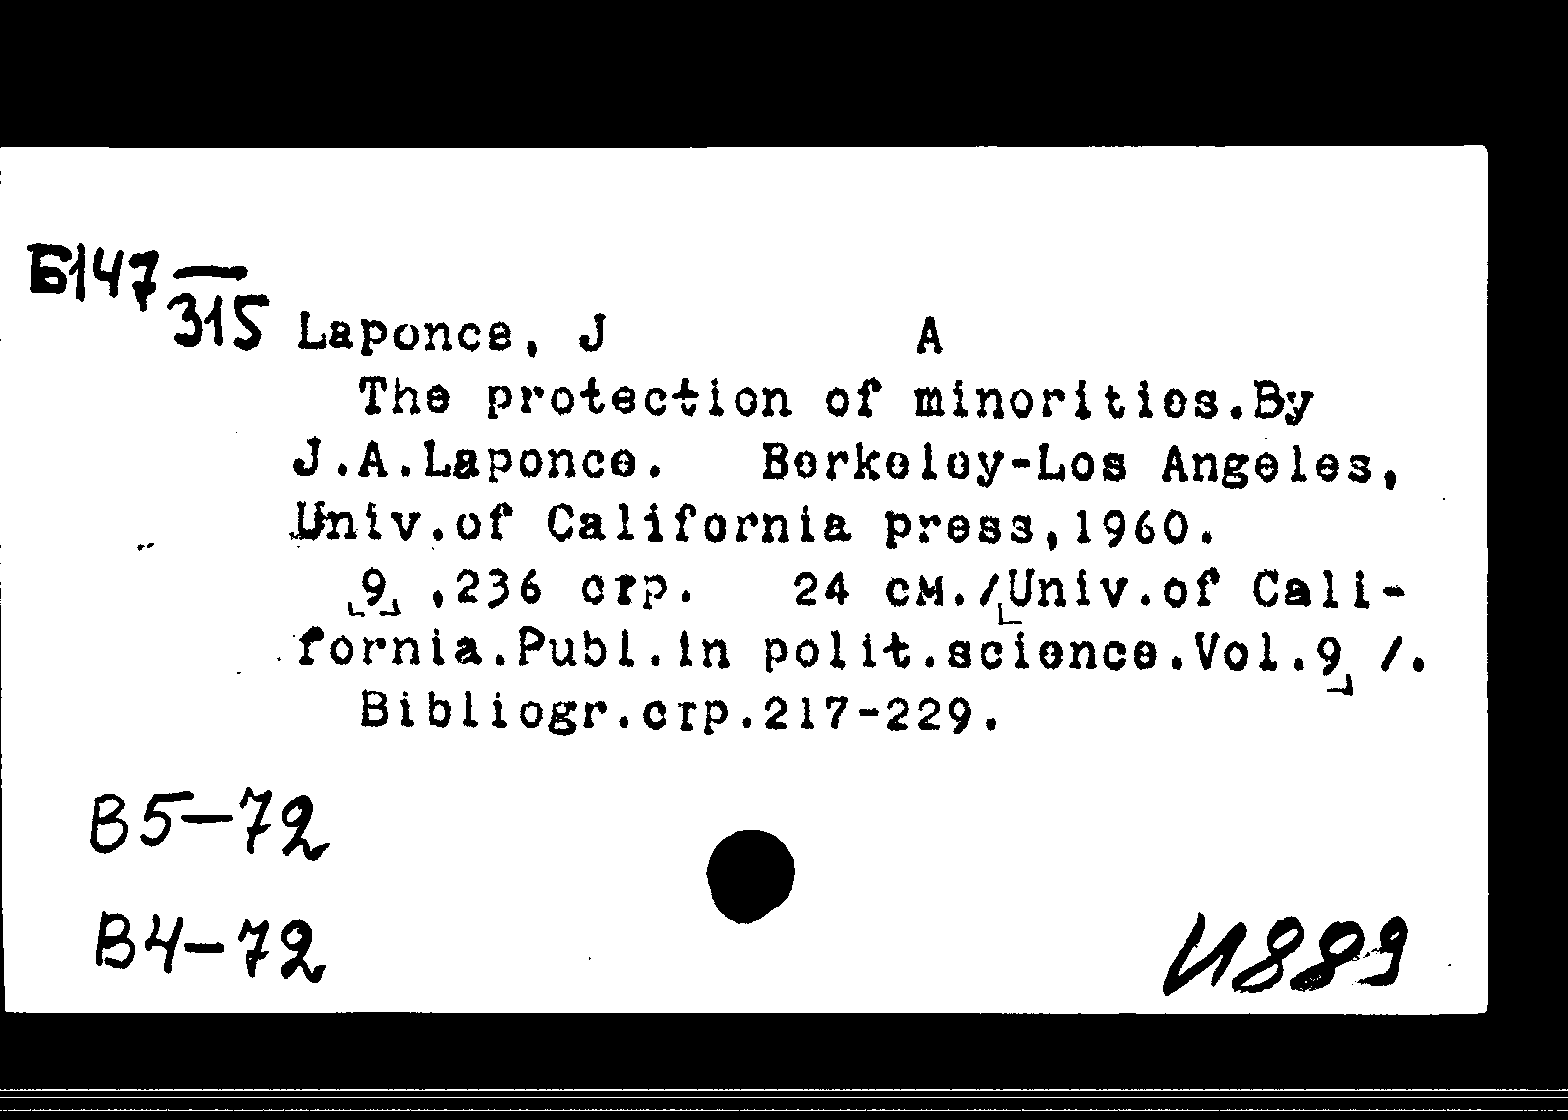 Б147—
315
Laponce, J A
The protection of minorities.By
J.A.Laponce. Berkeley-Los Angeles,
Univ.of California press,1960.
[9],236 стр. 24 см./[Univ.of Cali-
fornia.Publ.in polit.science.Vol.9]/.
Bibliogr.стр.217-229.
В5-72
В4-72
И889